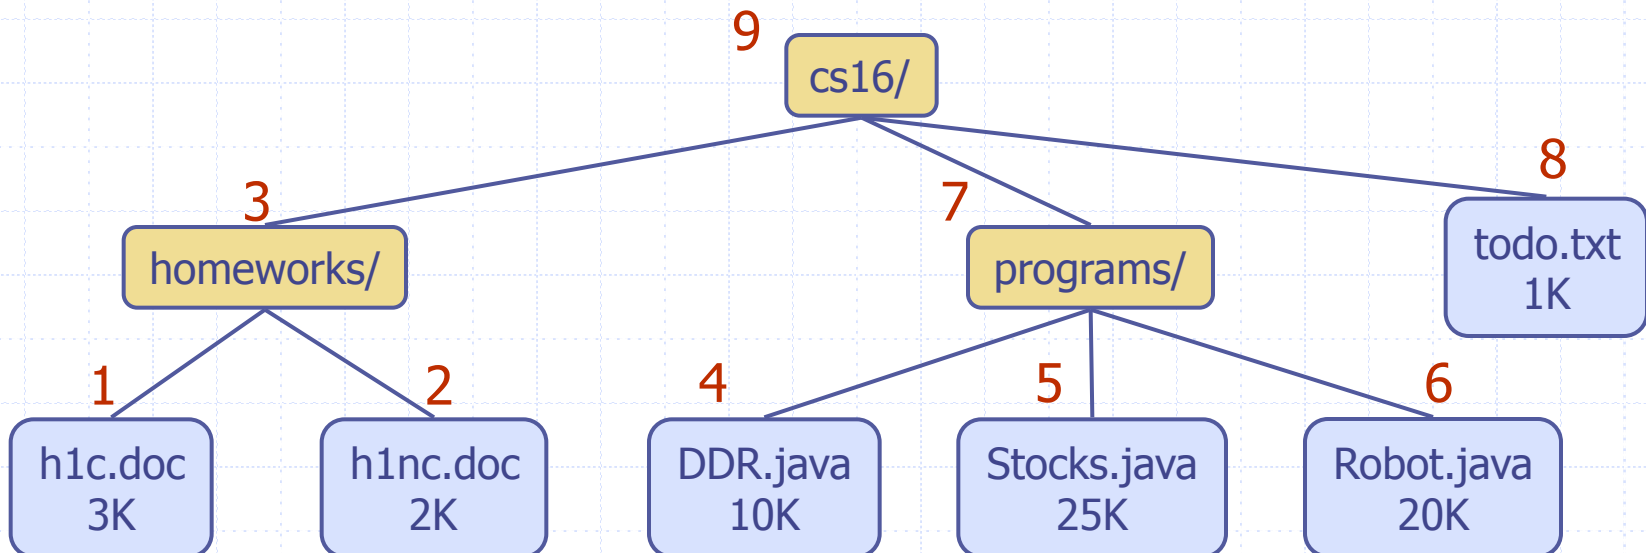 9
cs16/
8
3
7
todo.txt
1K
homeworks/
programs/
1
2
4
5
6
h1c.doc
3K
h1nc.doc
2K
DDR.java
10K
Stocks.java
25K
Robot.java
20K